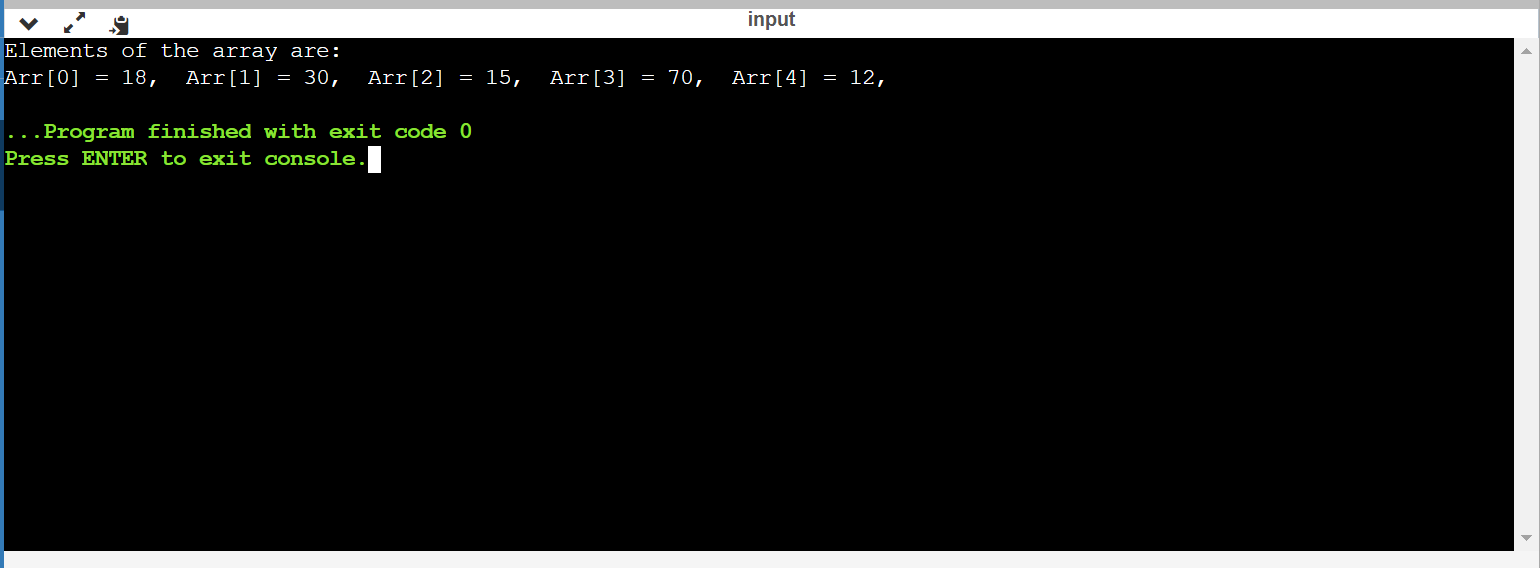 input
Elements of the array are:
Arr[0] = 18,  Arr[1] = 30,  Arr[2] = 15,  Arr[3] = 70,  Arr[4] = 12,
...Program finished with exit code 0
Press ENTER to exit console.